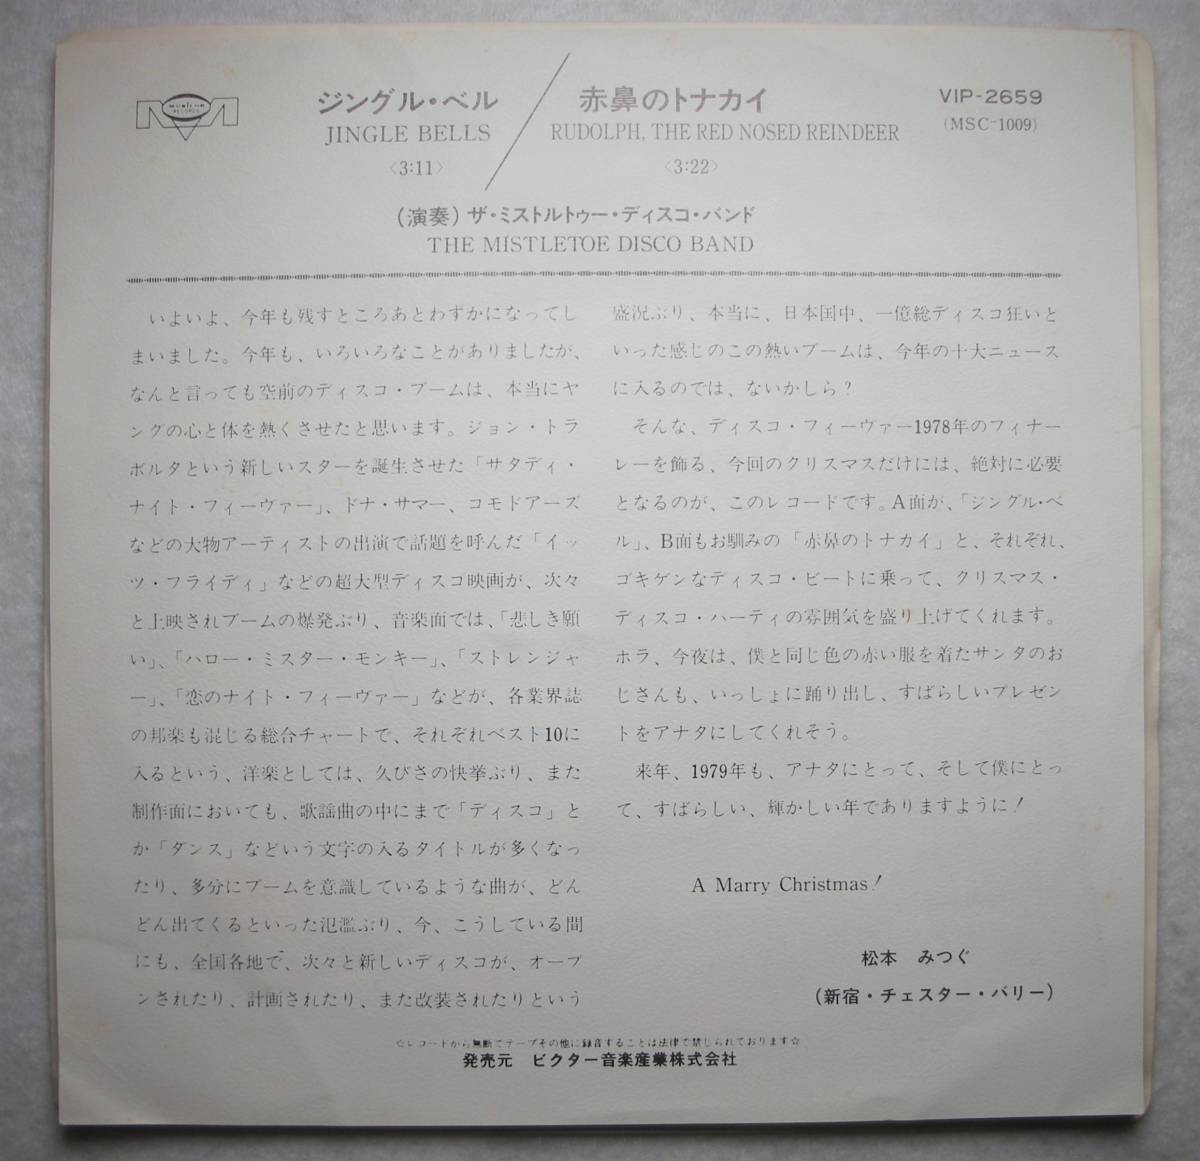 musicor
RECORDS
ジングル・ベル
JINGLE BELLS
〈3:11〉
赤鼻のトナカイ
RUDOLPH, THE RED NOSED REINDEER
〈3:22〉
VIP-2659
(MSC-1009)
(演奏) ザ・ミストルトゥー・ディスコ・バンド
THE MISTLETOE DISCO BAND
いよいよ、今年も残すところあとわずかになってし
まいました。今年も、いろいろなことがありましたが、
なんと言っても空前のディスコ・ブームは、本当にヤ
ングの心と体を熱くさせたと思います。ジョン・トラ
ボルタという新しいスターを誕生させた「サタディ・
ナイト・フィーヴァー」、ドナ・サマー、コモドアーズ
などの大物アーティストの出演で話題を呼んだ「イッ
ツ・フライディ」などの超大型ディスコ映画が、次々
と上映されブームの爆発ぶり、音楽面では、「悲しき願
い」、「ハロー・ミスター・モンキー」、「ストレンジャ
ー」、「恋のナイト・フィーヴァー」などが、各業界誌
の邦楽も混じる総合チャートで、それぞれベスト10に
入るという、洋楽としては、久びさの快挙ぶり、また
制作面においても、歌謡曲の中にまで「ディスコ」と
か「ダンス」などいう文字の入るタイトルが多くなっ
たり、多分にブームを意識しているような曲が、どん
どん出てくるといった氾濫ぶり、今、こうしている間
にも、全国各地で、次々と新しいディスコが、オープ
ンされたり、計画されたり、また改装されたりという
盛況ぶり、本当に、日本国中、一億総ディスコ狂いと
いった感じのこの熱いブームは、今年の十大ニュース
に入るのでは、ないかしら?
そんな、ディスコ・フィーヴァー1978年のフィナー
レーを飾る、今回のクリスマスだけには、絶対に必要
となるのが、このレコードです。A面が、「ジングル・ベ
ル」、B面もお馴みの「赤鼻のトナカイ」と、それぞれ、
ゴキゲンなディスコ・ビートに乗って、クリスマス・
ディスコ・パーティの雰囲気を盛り上げてくれます。
ホラ、今夜は、僕と同じ色の赤い服を着たサンタのお
じさんも、いっしょに踊り出し、すばらしいプレゼン
トをアナタにしてくれそう。
来年、1979年も、アナタにとって、そして僕にとっ
て、すばらしい、輝かしい年でありますように!
A Marry Christmas!
松本 みつぐ
(新宿・チェスター・バリー)
☆レコードから無断でテープその他に録音することは法律で禁じられております☆
発売元 ビクター音楽産業株式会社